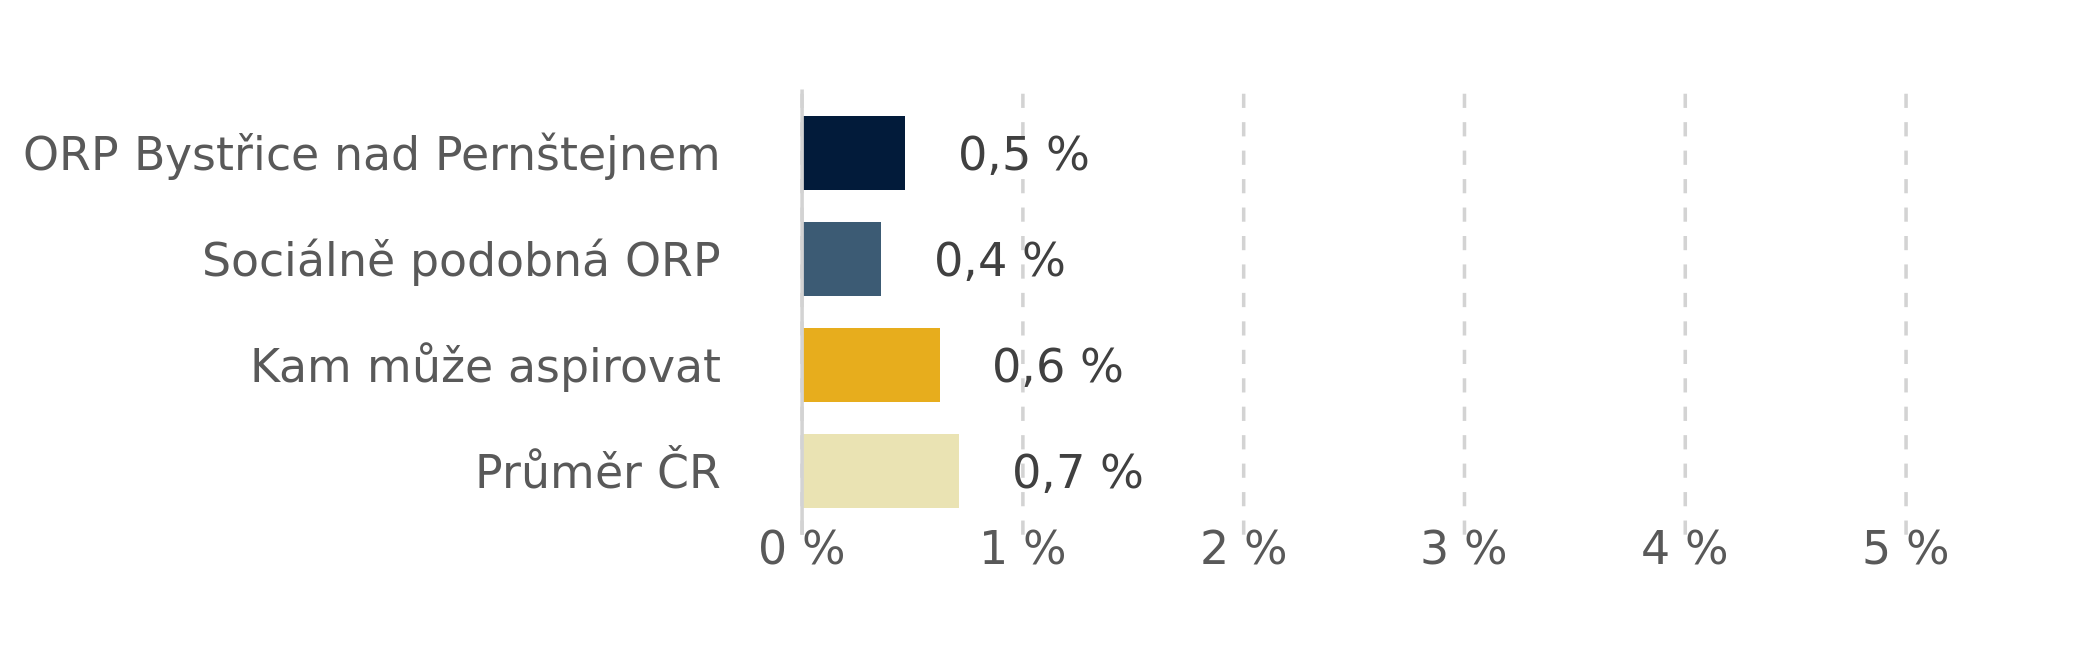 ORP Bystřice nad Pernštejnem 0,5 %
Sociálně podobná ORP 0,4 %
Kam může aspirovat 0,6 %
Průměr ČR 0,7 %
0 % 1 % 2 % 3 % 4 % 5 %